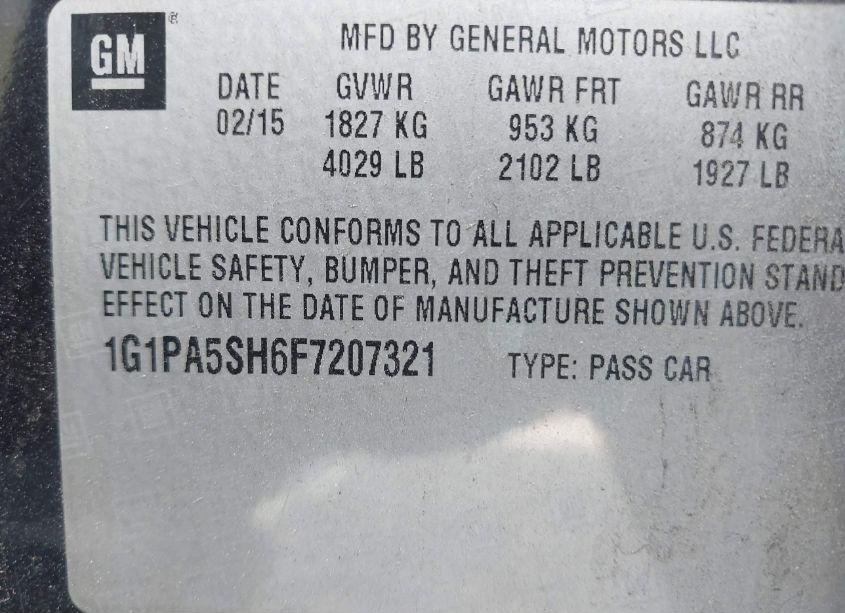 GM®
MFD BY GENERAL MOTORS LLC
DATE GVWR GAWR FRT GAWR RR
02/15 1827 KG 953 KG 874 KG
4029 LB 2102 LB 1927 LB
THIS VEHICLE CONFORMS TO ALL APPLICABLE U.S. FEDERA
VEHICLE SAFETY, BUMPER, AND THEFT PREVENTION STAND
EFFECT ON THE DATE OF MANUFACTURE SHOWN ABOVE.
1G1PA5SH6F7207321 TYPE: PASS CAR